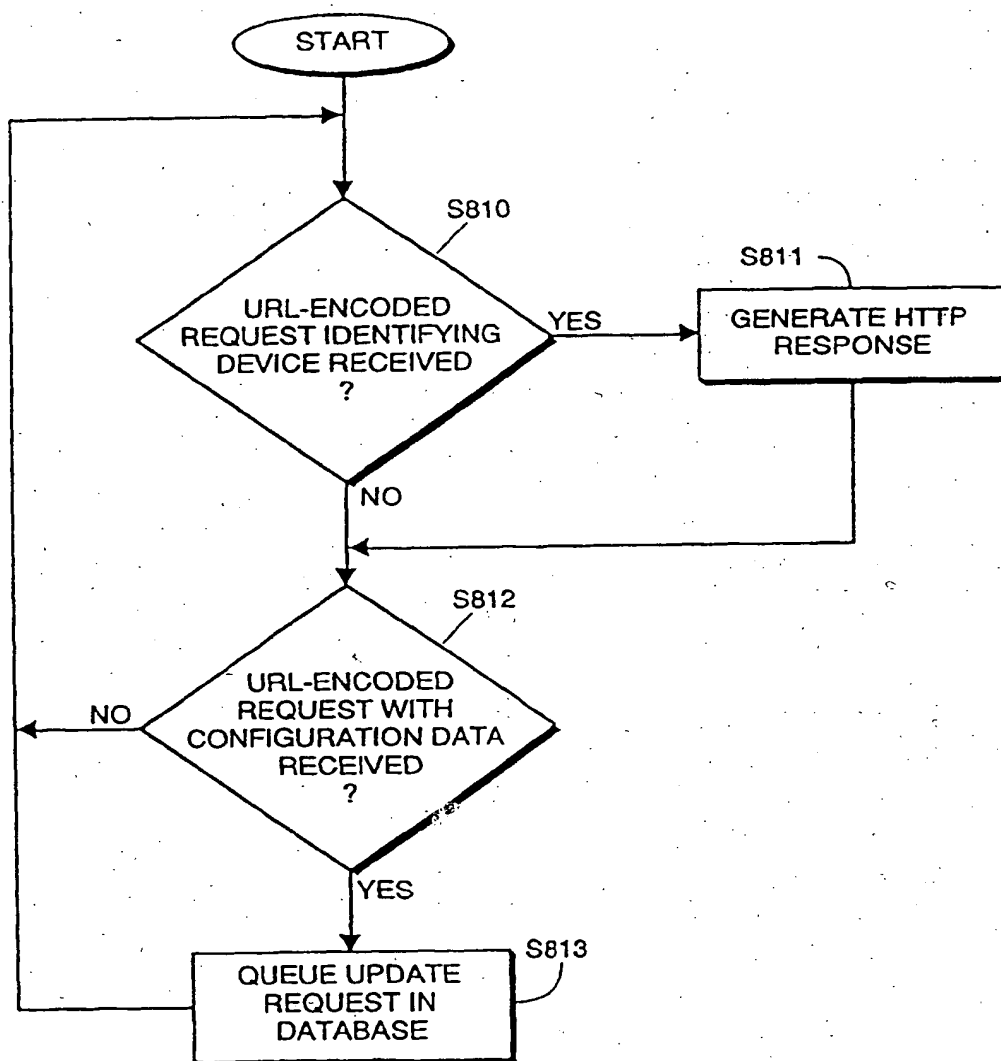 START
S810
URL-ENCODED
REQUEST IDENTIFYING
DEVICE RECEIVED
?
YES
S811
GENERATE HTTP
RESPONSE
NO
S812
URL-ENCODED
REQUEST WITH
CONFIGURATION DATA
RECEIVED
?
NO
YES
S813
QUEUE UPDATE
REQUEST IN
DATABASE